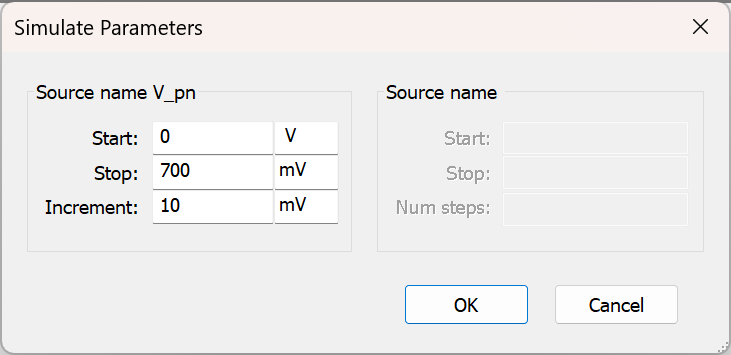 Simulate Parameters
Source name V_pn
Start: 0 V
Stop: 700 mV
Increment: 10 mV
Source name
Start:
Stop:
Num steps:
OK Cancel